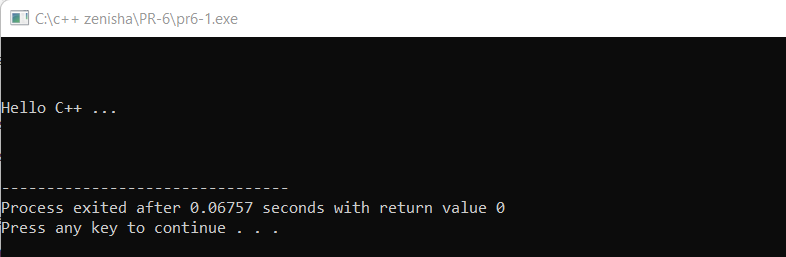 C:\c++ zenisha\PR-6\pr6-1.exe
Hello C++ ...
--------------------------------
Process exited after 0.06757 seconds with return value 0
Press any key to continue . . .